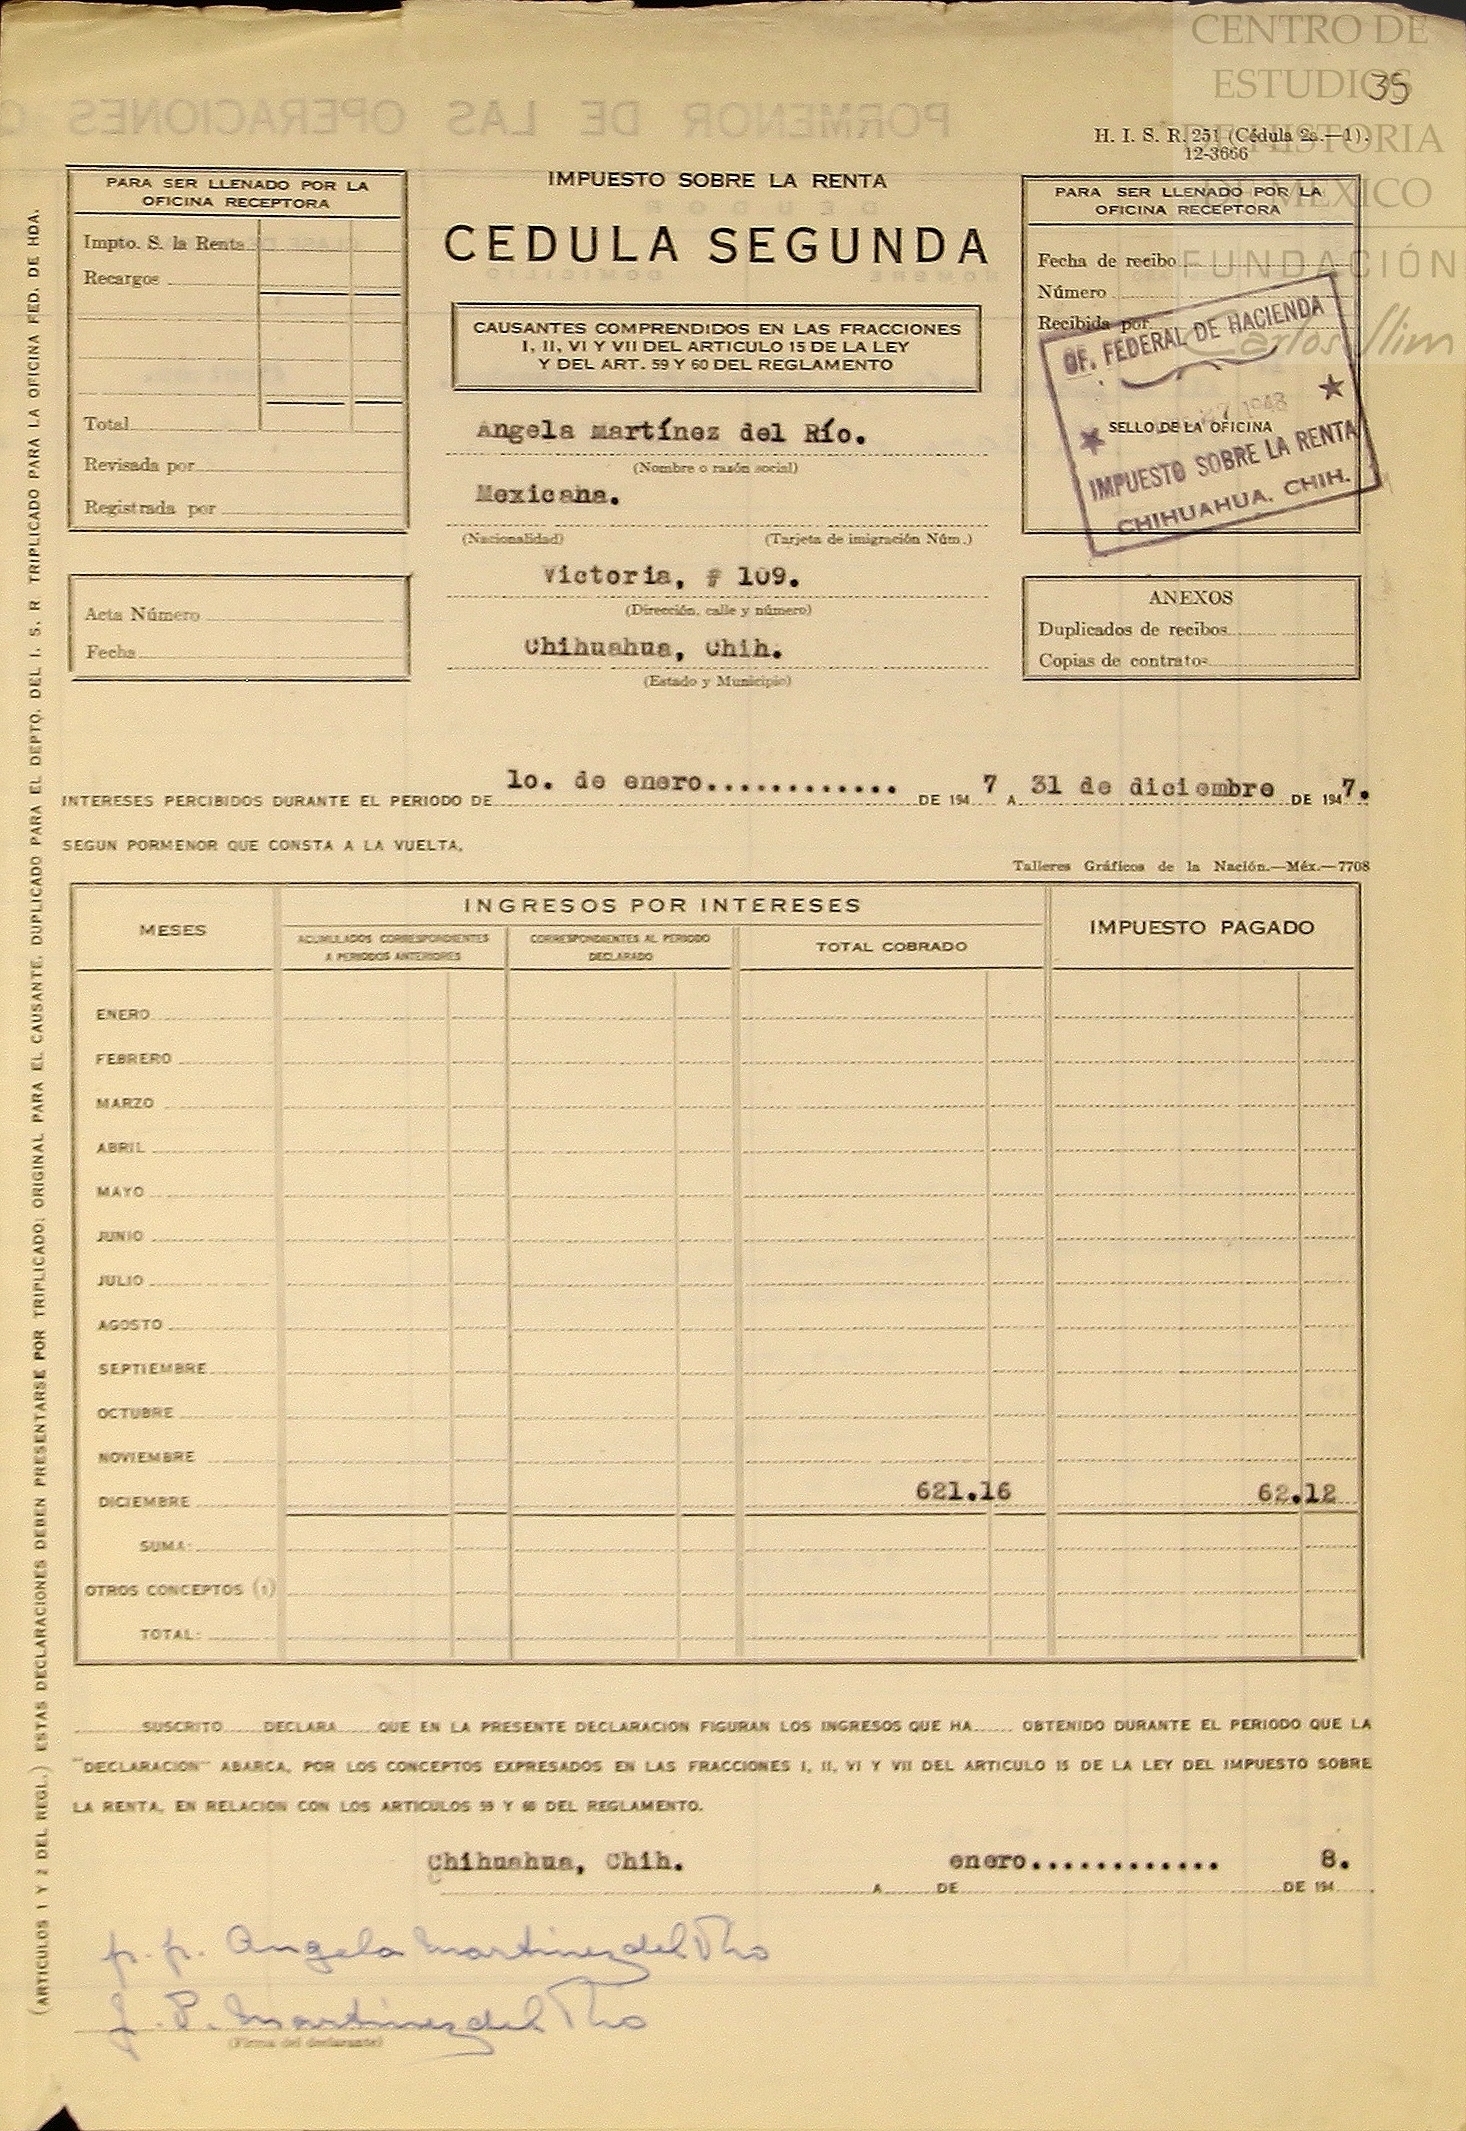 CENTRO DE
ESTUDIOS
DE HISTORIA
DE MÉXICO
FUNDACIÓN
Carlos Slim
35
H. I. S. R. 251 (Cédula 2a.—1).
12-3666
PARA SER LLENADO POR LA
OFICINA RECEPTORA
Impto. S. la Renta
Recargos
Total
Revisada por
Registrada por
Acta Número
Fecha
IMPUESTO SOBRE LA RENTA
CEDULA SEGUNDA
CAUSANTES COMPRENDIDOS EN LAS FRACCIONES
I, II, VI Y VII DEL ARTICULO 15 DE LA LEY
Y DEL ART. 59 Y 60 DEL REGLAMENTO
Angela Martínez del Río.
(Nombre o razón social)
Mexicana.
(Nacionalidad) (Tarjeta de imigración Núm.)
Victoria, # 109.
(Dirección, calle y número)
Chihuahua, Chih.
(Estado y Municipio)
PARA SER LLENADO POR LA
OFICINA RECEPTORA
Fecha de recibo
Número
Recibida por
OF. FEDERAL DE HACIENDA
7 1948
SELLO DE LA OFICINA
IMPUESTO SOBRE LA RENTA
CHIHUAHUA, CHIH.
ANEXOS
Duplicados de recibos
Copias de contratos
INTERESES PERCIBIDOS DURANTE EL PERIODO DE 1o. de enero............. DE 194 7 A 31 de diciembre DE 194 7.
SEGUN PORMENOR QUE CONSTA A LA VUELTA.
Talleres Gráficos de la Nación.—Méx.—7708
MESES INGRESOS POR INTERESES IMPUESTO PAGADO
ACUMULADOS CORRESPONDIENTES A PERIODOS ANTERIORES CORRESPONDIENTES AL PERIODO DECLARADO TOTAL COBRADO
ENERO
FEBRERO
MARZO
ABRIL
MAYO
JUNIO
JULIO
AGOSTO
SEPTIEMBRE
OCTUBRE
NOVIEMBRE
DICIEMBRE 621.16 62.12
SUMA:
OTROS CONCEPTOS (1)
TOTAL:
SUSCRITO DECLARA QUE EN LA PRESENTE DECLARACION FIGURAN LOS INGRESOS QUE HA OBTENIDO DURANTE EL PERIODO QUE LA
"DECLARACION" ABARCA, POR LOS CONCEPTOS EXPRESADOS EN LAS FRACCIONES I, II, VI Y VII DEL ARTICULO 15 DE LA LEY DEL IMPUESTO SOBRE
LA RENTA, EN RELACION CON LOS ARTICULOS 59 Y 60 DEL REGLAMENTO.
Chihuahua, Chih. A DE enero............. DE 194 8.
p. p. Angela Martinez del Rio
J. P. Martinez del Rio
(Firma del declarante)
(ARTICULOS 1 Y 2 DEL REGL.) ESTAS DECLARACIONES DEBEN PRESENTARSE POR TRIPLICADO: ORIGINAL PARA EL CAUSANTE. DUPLICADO PARA EL DEPTO. DEL I. S. R TRIPLICADO PARA LA OFICINA FED. DE HDA.